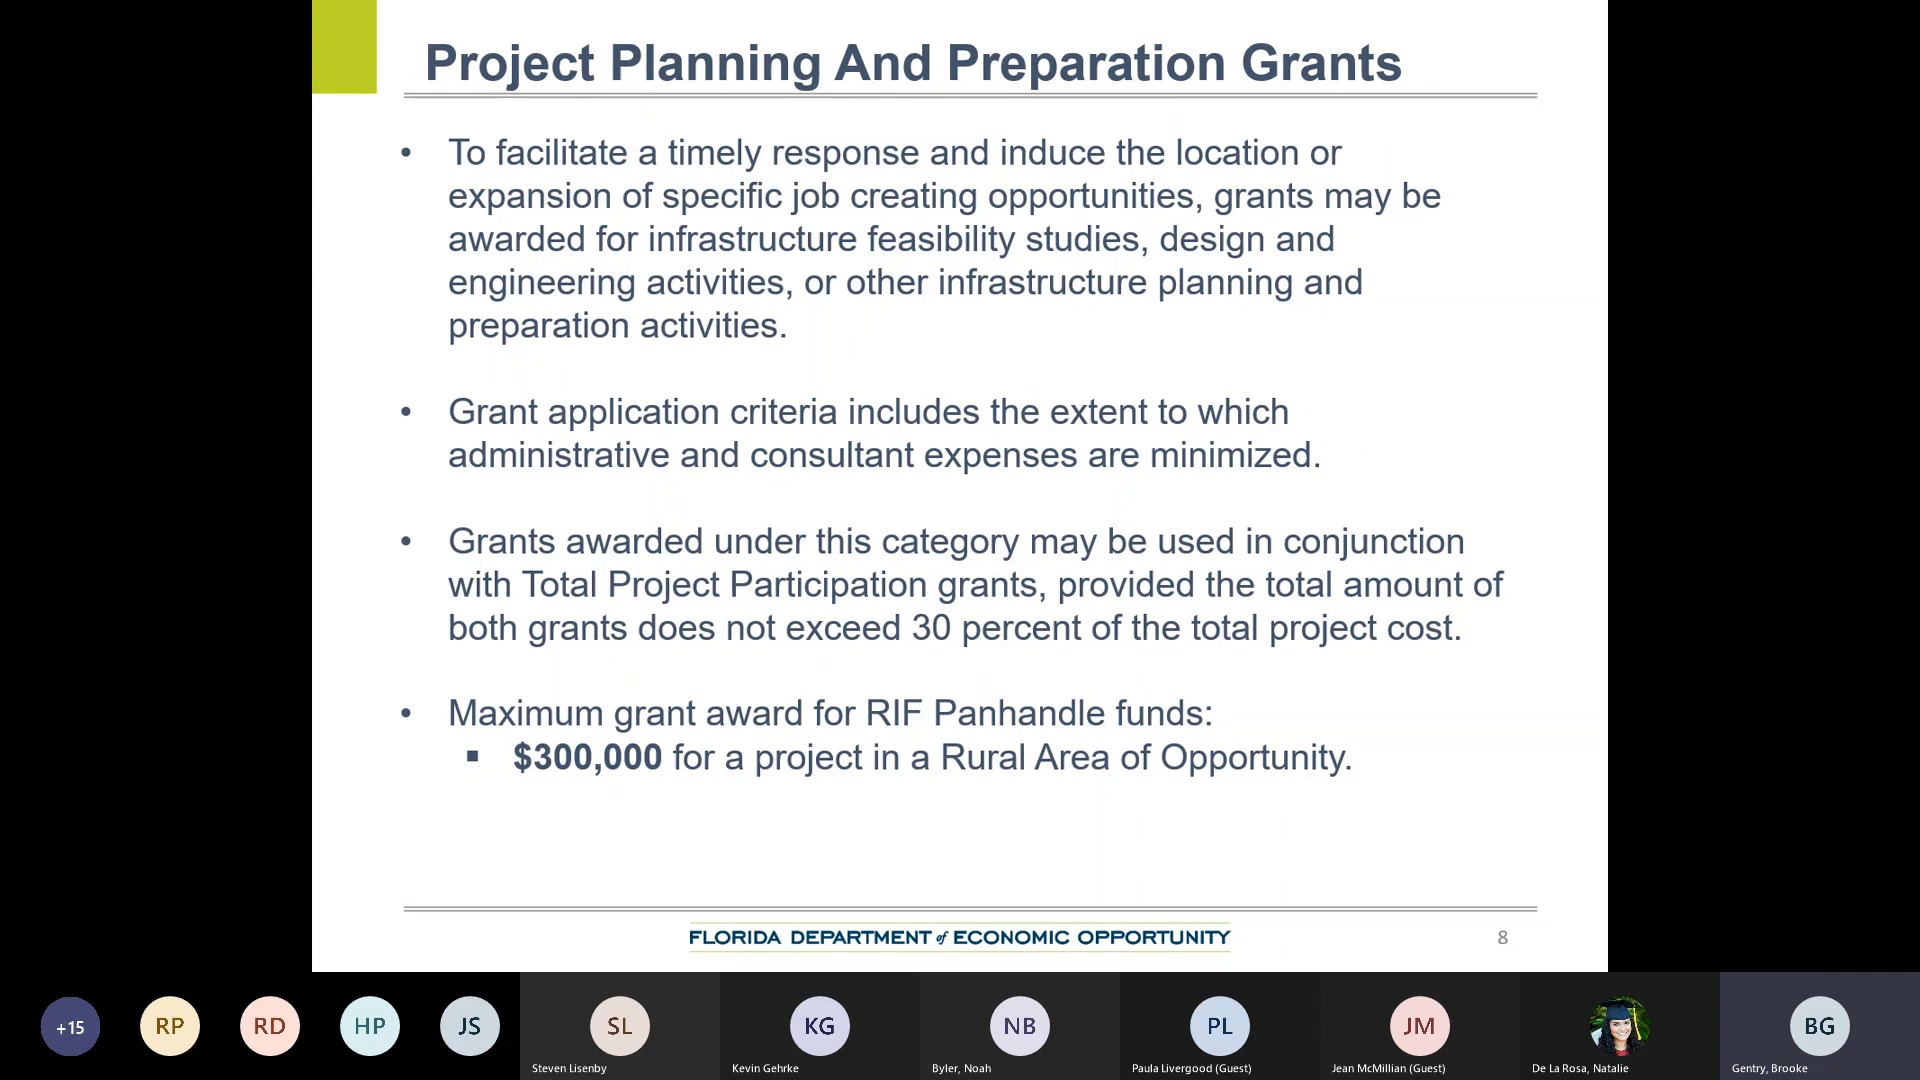 Project Planning And Preparation Grants
• To facilitate a timely response and induce the location or
expansion of specific job creating opportunities, grants may be
awarded for infrastructure feasibility studies, design and
engineering activities, or other infrastructure planning and
preparation activities.
• Grant application criteria includes the extent to which
administrative and consultant expenses are minimized.
• Grants awarded under this category may be used in conjunction
with Total Project Participation grants, provided the total amount of
both grants does not exceed 30 percent of the total project cost.
• Maximum grant award for RIF Panhandle funds:
▪ $300,000 for a project in a Rural Area of Opportunity.
FLORIDA DEPARTMENT of ECONOMIC OPPORTUNITY
8
+15 RP RD HP JS SL KG NB PL JM BG
Steven Lisenby Kevin Gehrke Byler, Noah Paula Livergood (Guest) Jean McMillian (Guest) De La Rosa, Natalie Gentry, Brooke